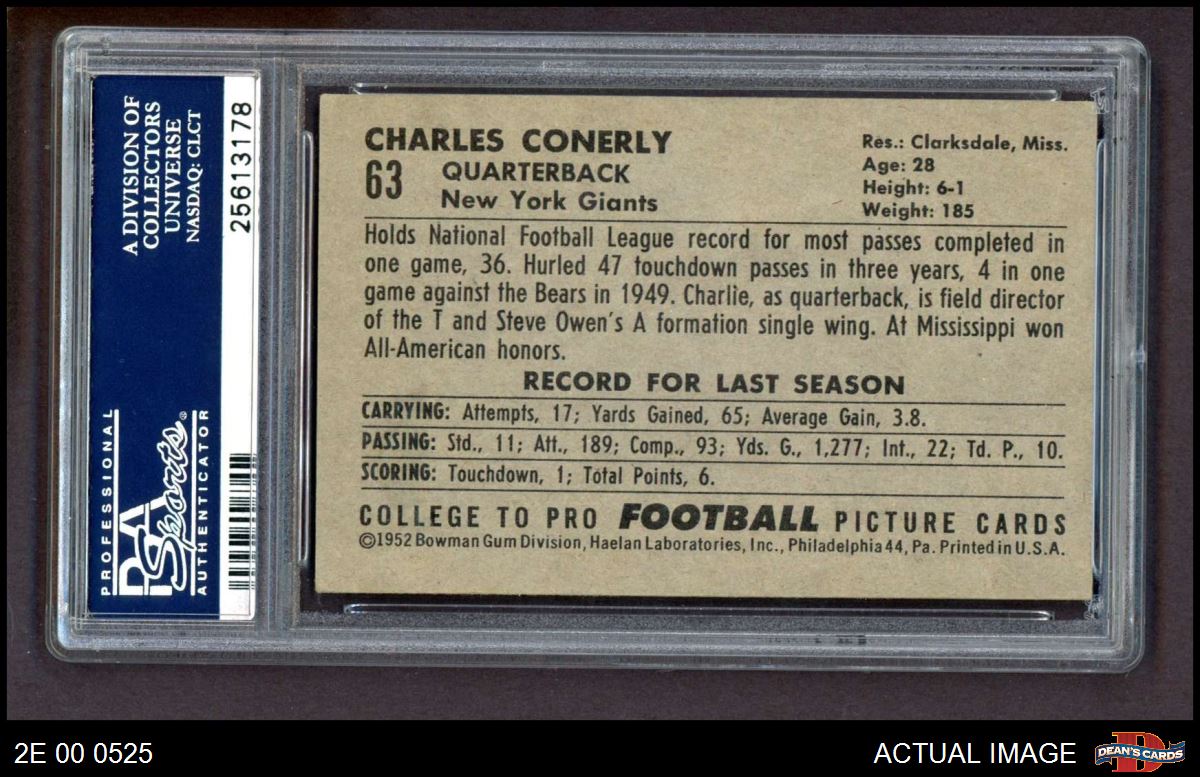 A DIVISION OF
COLLECTORS
UNIVERSE
NASDAQ: CLCT
25613178
PROFESSIONAL
PSA Sports®
AUTHENTICATOR
CHARLES CONERLY
63
QUARTERBACK
New York Giants
Res.: Clarksdale, Miss.
Age: 28
Height: 6-1
Weight: 185
Holds National Football League record for most passes completed in
one game, 36. Hurled 47 touchdown passes in three years, 4 in one
game against the Bears in 1949. Charlie, as quarterback, is field director
of the T and Steve Owen's A formation single wing. At Mississippi won
All-American honors.
RECORD FOR LAST SEASON
CARRYING: Attempts, 17; Yards Gained, 65; Average Gain, 3.8.
PASSING: Std., 11; Att., 189; Comp., 93; Yds. G., 1,277; Int., 22; Td. P., 10.
SCORING: Touchdown, 1; Total Points, 6.
COLLEGE TO PRO FOOTBALL PICTURE CARDS
©1952 Bowman Gum Division, Haelan Laboratories, Inc., Philadelphia 44, Pa. Printed in U.S.A.
2E 00 0525
ACTUAL IMAGE
DEAN'S CARDS